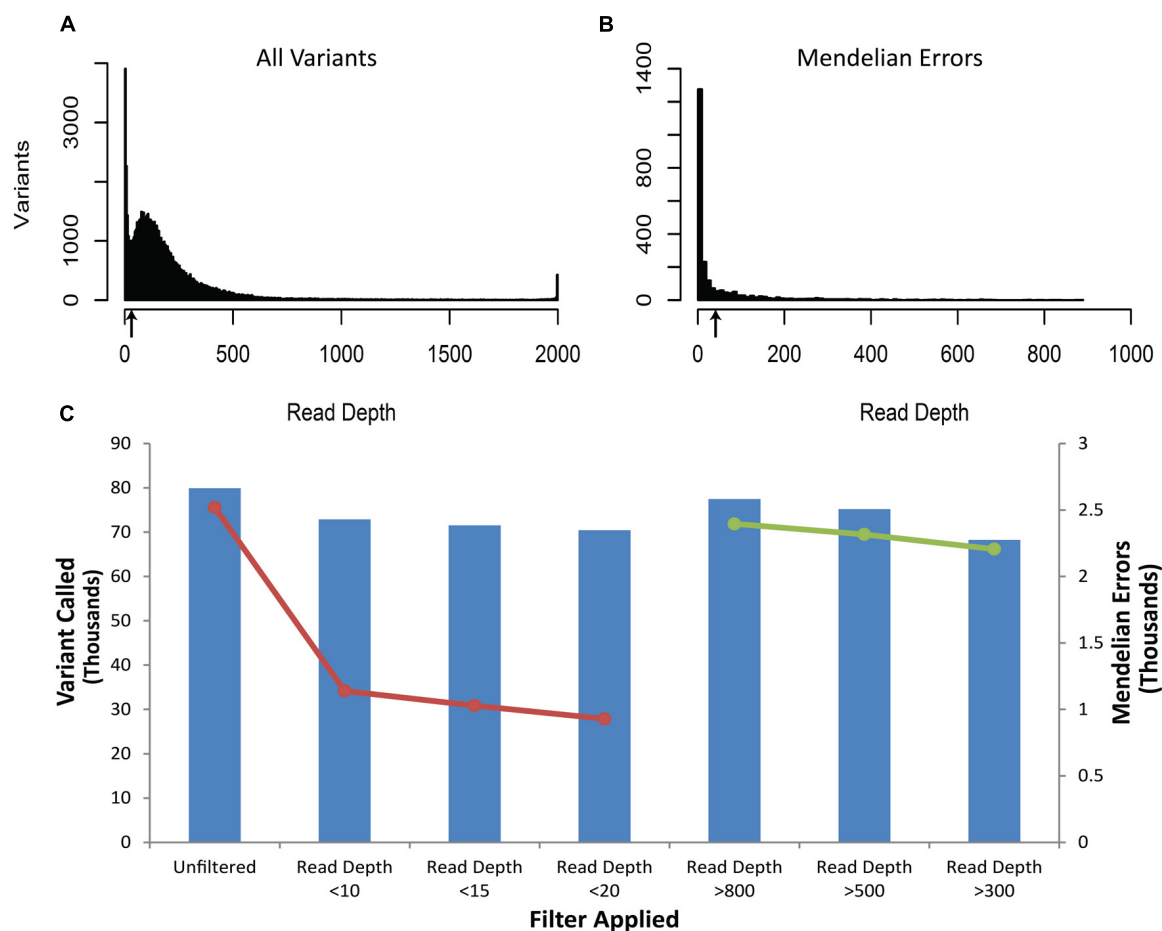 A
All Variants
Variants
3000
1000
0
0 500 1000 1500 2000
Read Depth
B
Mendelian Errors
1400
800
400
0
0 200 400 600 800 1000
Read Depth
C
Variant Called
(Thousands)
90
80
70
60
50
40
30
20
10
0
3
2.5
2
1.5
1
0.5
0
Mendelian Errors
(Thousands)
Unfiltered
Read Depth
<10
Read Depth
<15
Read Depth
<20
Read Depth
>800
Read Depth
>500
Read Depth
>300
Filter Applied